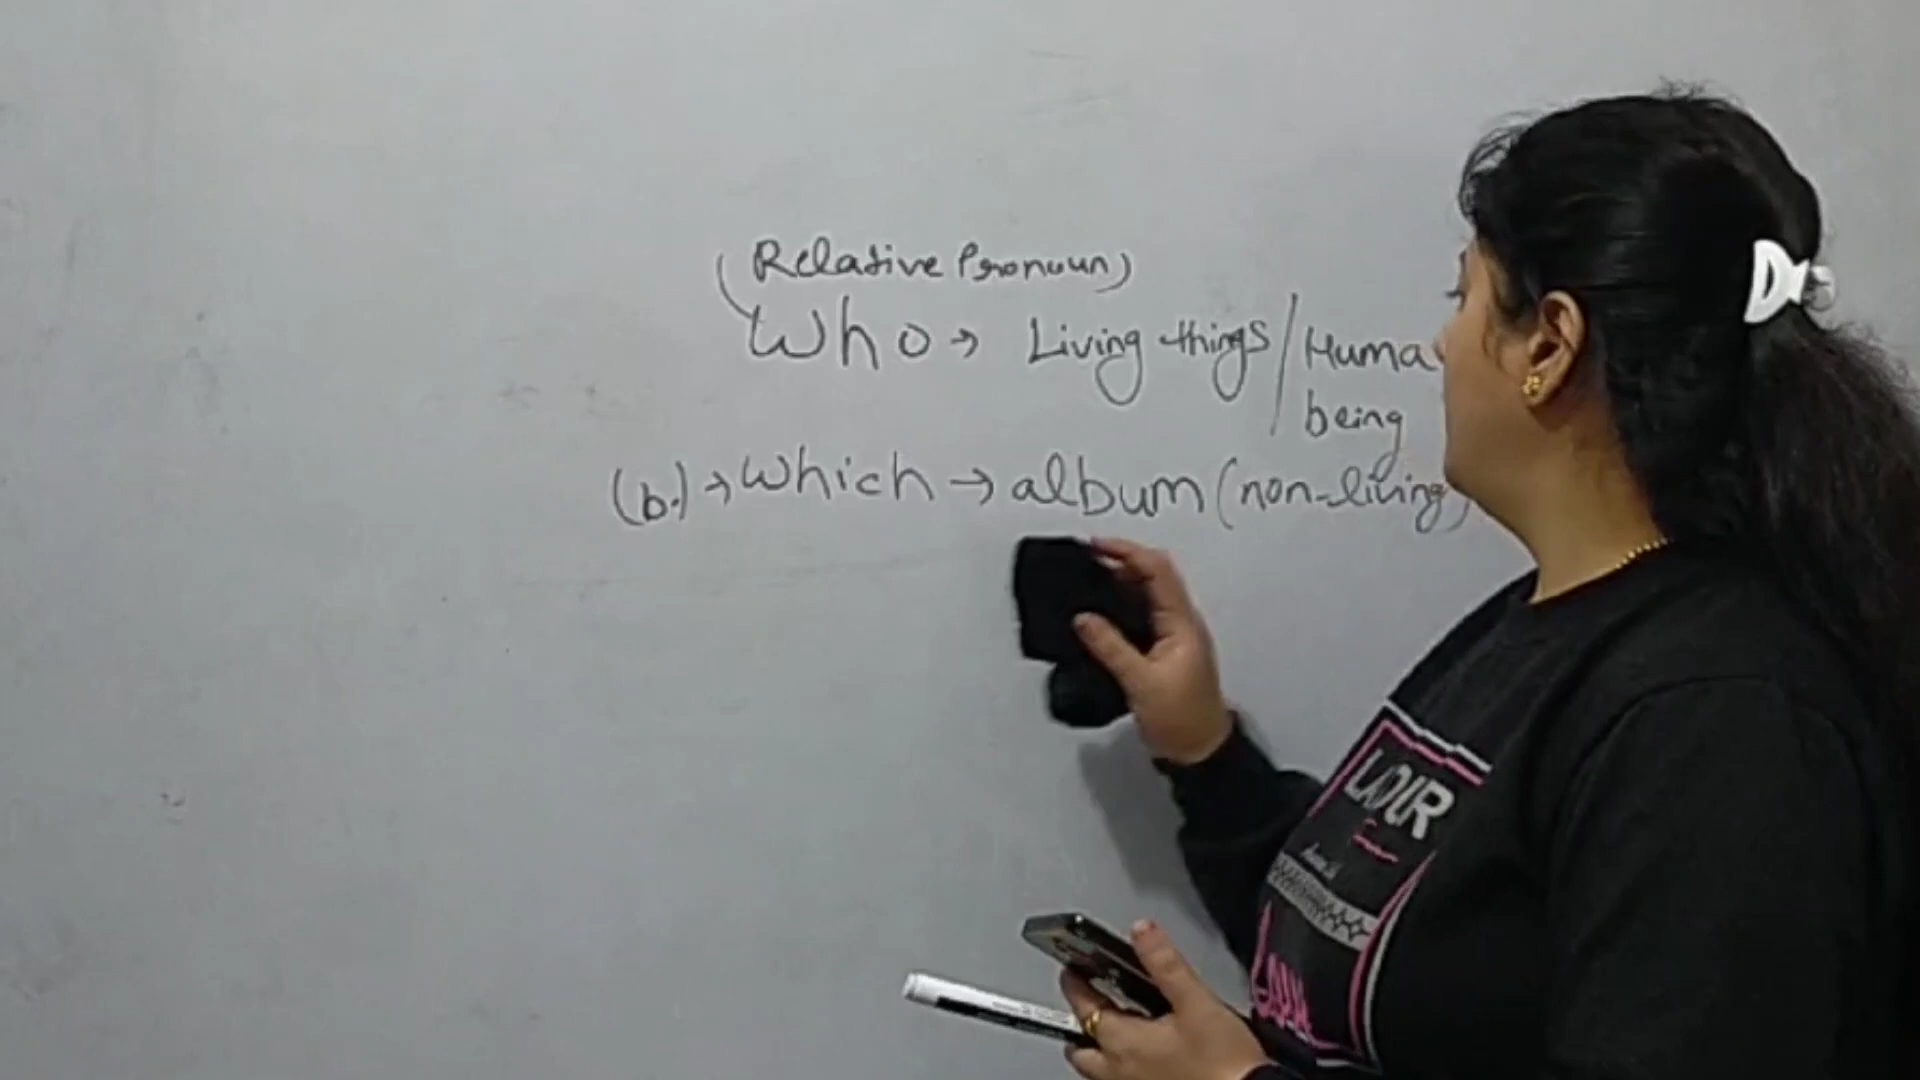 (Relative Pronoun)
Who → Living things / Huma
being
(b.) → which → album (non-living)